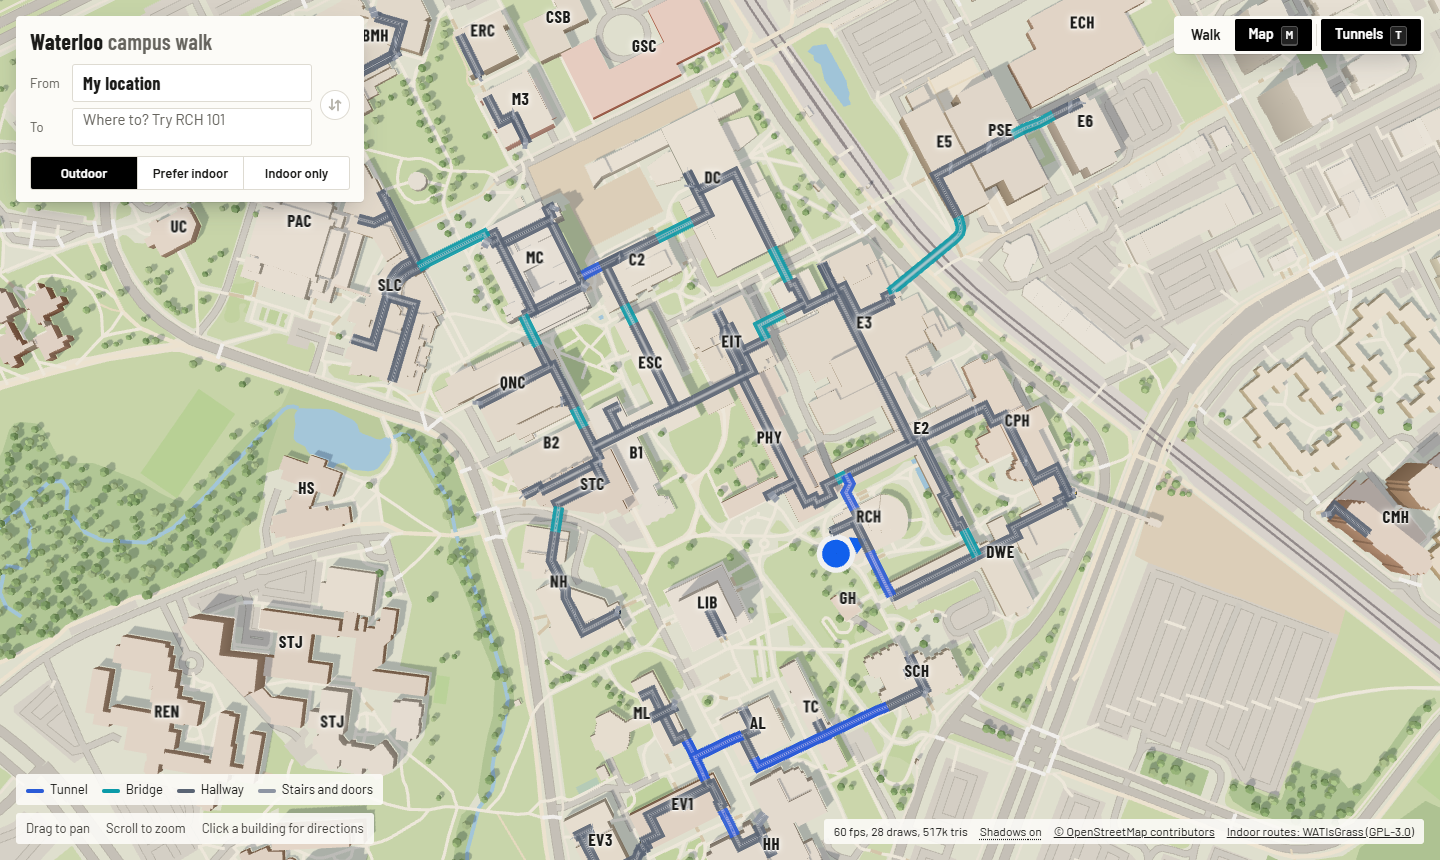 Waterloo campus walk
From
My location
To
Where to? Try RCH 101
Outdoor
Prefer indoor
Indoor only
Walk
Map M
Tunnels T
BMH
ERC
CSB
GSC
ECH
M3
E5
PSE
E6
DC
UC
PAC
MC
C2
SLC
E3
EIT
ESC
QNC
B2
B1
PHY
E2
CPH
HS
STC
RCH
CMH
DWE
NH
LIB
GH
STJ
SCH
REN
STJ
ML
AL
TC
EV1
EV3
HH
Tunnel
Bridge
Hallway
Stairs and doors
Drag to pan
Scroll to zoom
Click a building for directions
60 fps, 28 draws, 517k tris
Shadows on
© OpenStreetMap contributors
Indoor routes: WATIsGrass (GPL-3.0)